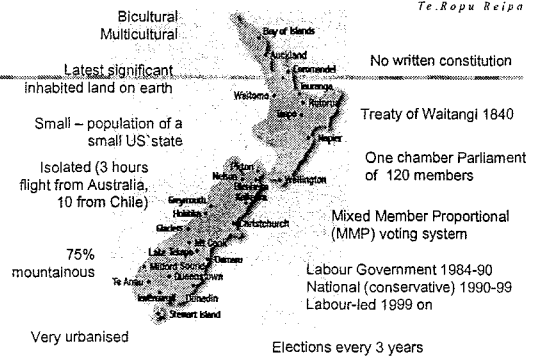 Te.Ropu Reipa
Bicultural
Multicultural
Latest significant
inhabited land on earth
Small – population of a
small US`state
Isolated (3 hours
flight from Australia,
10 from Chile)
75%
mountainous
Very urbanised
Bay of Islands
Auckland
Coromandel
Tauranga
Waitomo
Rotorua
Taupo
Napier
Picton
Nelson
Blenheim
Wellington
Kaikoura
Greymouth
Hokitika
Christchurch
Glaciers
Mt Cook
Lake Tekapo
Oamaru
Milford Sound
Queenstown
Te Anau
Dunedin
Invercargill
Stewart Island
No written constitution
Treaty of Waitangi 1840
One chamber Parliament
of 120 members
Mixed Member Proportional
(MMP) voting system
Labour Government 1984-90
National (conservative) 1990-99
Labour-led 1999 on
Elections every 3 years